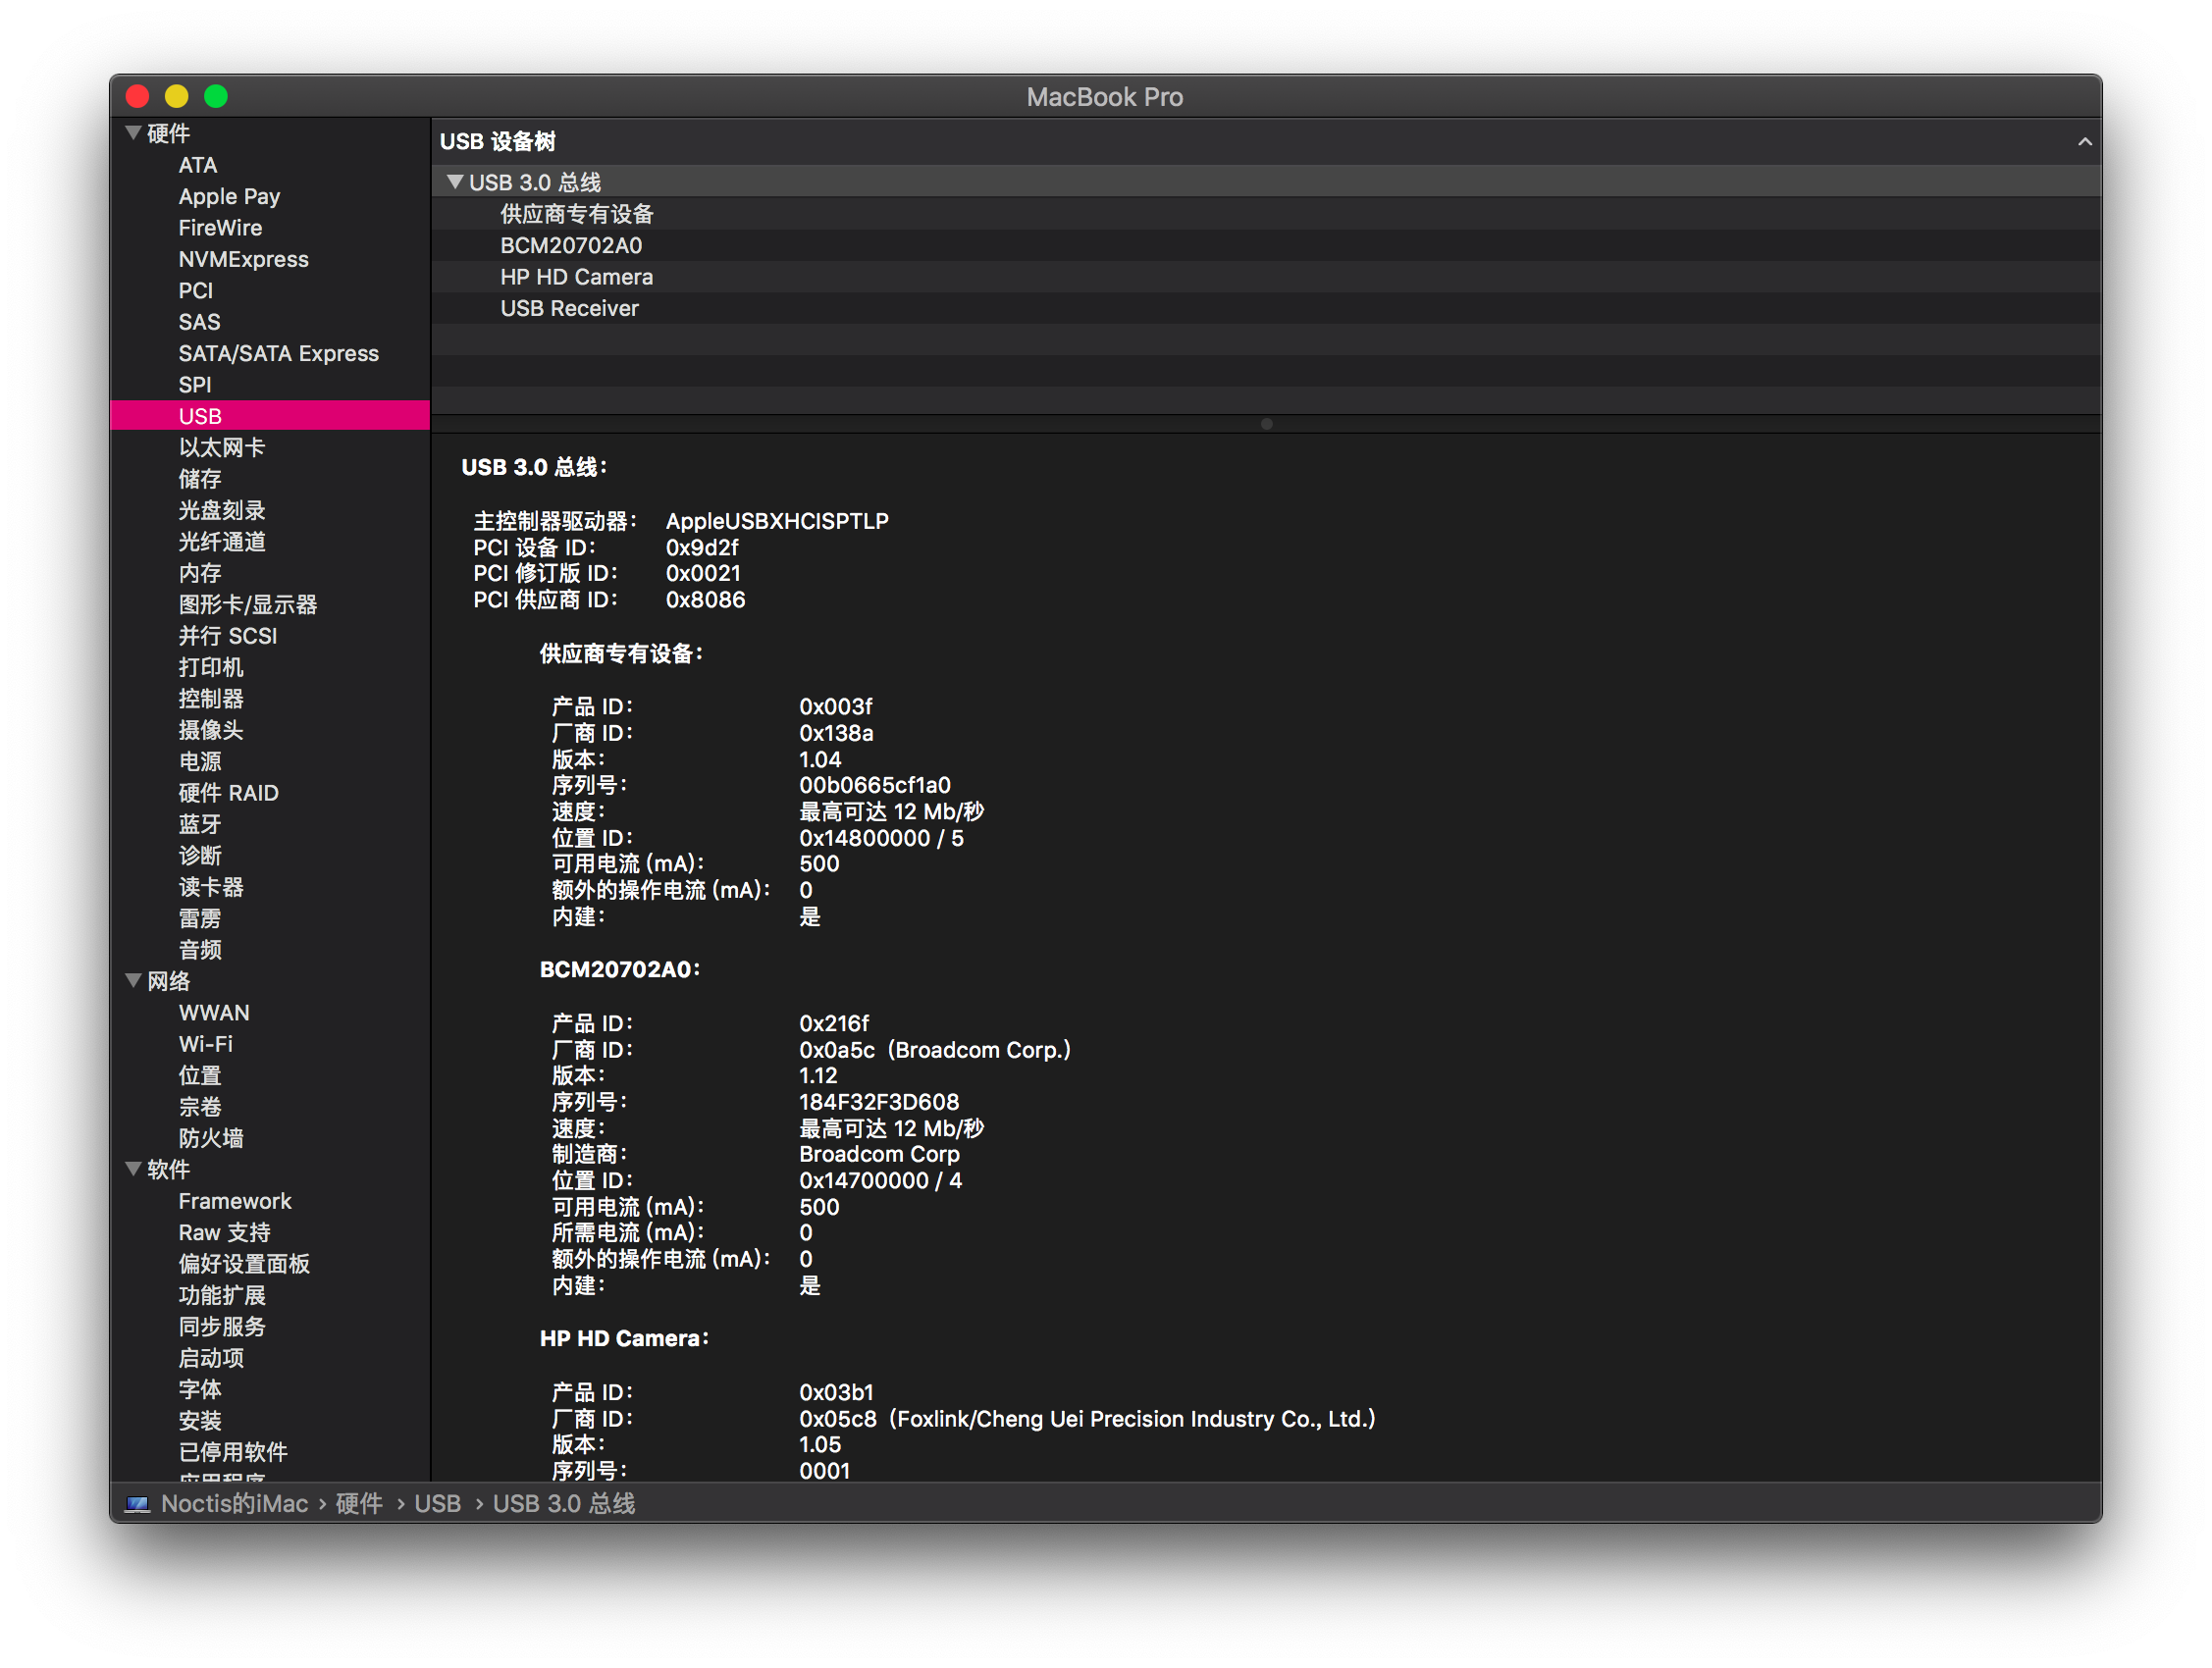 MacBook Pro
硬件
ATA
Apple Pay
FireWire
NVMExpress
PCI
SAS
SATA/SATA Express
SPI
USB
以太网卡
储存
光盘刻录
光纤通道
内存
图形卡/显示器
并行 SCSI
打印机
控制器
摄像头
电源
硬件 RAID
蓝牙
诊断
读卡器
雷雳
音频
网络
WWAN
Wi-Fi
位置
宗卷
防火墙
软件
Framework
Raw 支持
偏好设置面板
功能扩展
同步服务
启动项
字体
安装
已停用软件
应用程序
USB 设备树
USB 3.0 总线
供应商专有设备
BCM20702A0
HP HD Camera
USB Receiver
USB 3.0 总线：
主控制器驱动器： AppleUSBXHCISPTLP
PCI 设备 ID： 0x9d2f
PCI 修订版 ID： 0x0021
PCI 供应商 ID： 0x8086
供应商专有设备：
产品 ID： 0x003f
厂商 ID： 0x138a
版本： 1.04
序列号： 00b0665cf1a0
速度： 最高可达 12 Mb/秒
位置 ID： 0x14800000 / 5
可用电流 (mA)： 500
额外的操作电流 (mA)： 0
内建： 是
BCM20702A0：
产品 ID： 0x216f
厂商 ID： 0x0a5c（Broadcom Corp.）
版本： 1.12
序列号： 184F32F3D608
速度： 最高可达 12 Mb/秒
制造商： Broadcom Corp
位置 ID： 0x14700000 / 4
可用电流 (mA)： 500
所需电流 (mA)： 0
额外的操作电流 (mA)： 0
内建： 是
HP HD Camera：
产品 ID： 0x03b1
厂商 ID： 0x05c8（Foxlink/Cheng Uei Precision Industry Co., Ltd.）
版本： 1.05
序列号： 0001
Noctis的iMac › 硬件 › USB › USB 3.0 总线